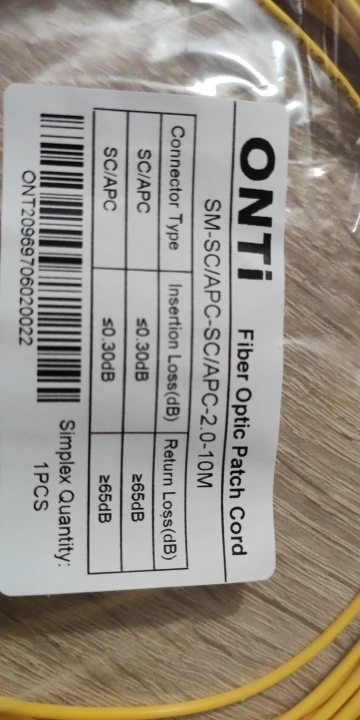 ONTi Fiber Optic Patch Cord
SM-SC/APC-SC/APC-2.0-10M
Connector Type Insertion Loss(dB) Return Loss(dB)
SC/APC ≤0.30dB ≥65dB
SC/APC ≤0.30dB ≥65dB
ONT20969706020022
Simplex Quantity:
1PCS